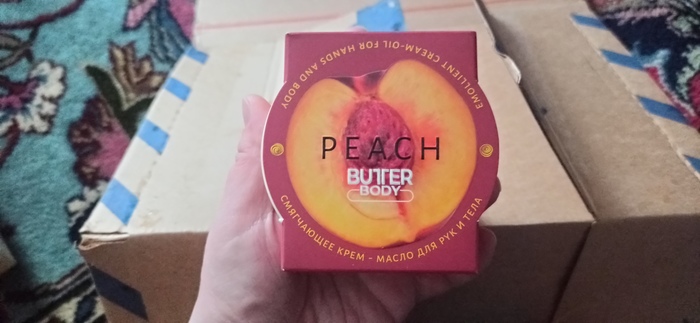 EMOLLIENT CREAM-OIL FOR HANDS AND BODY
PEACH
BUTTER
BODY
СМЯГЧАЮЩЕЕ КРЕМ - МАСЛО ДЛЯ РУК И ТЕЛА